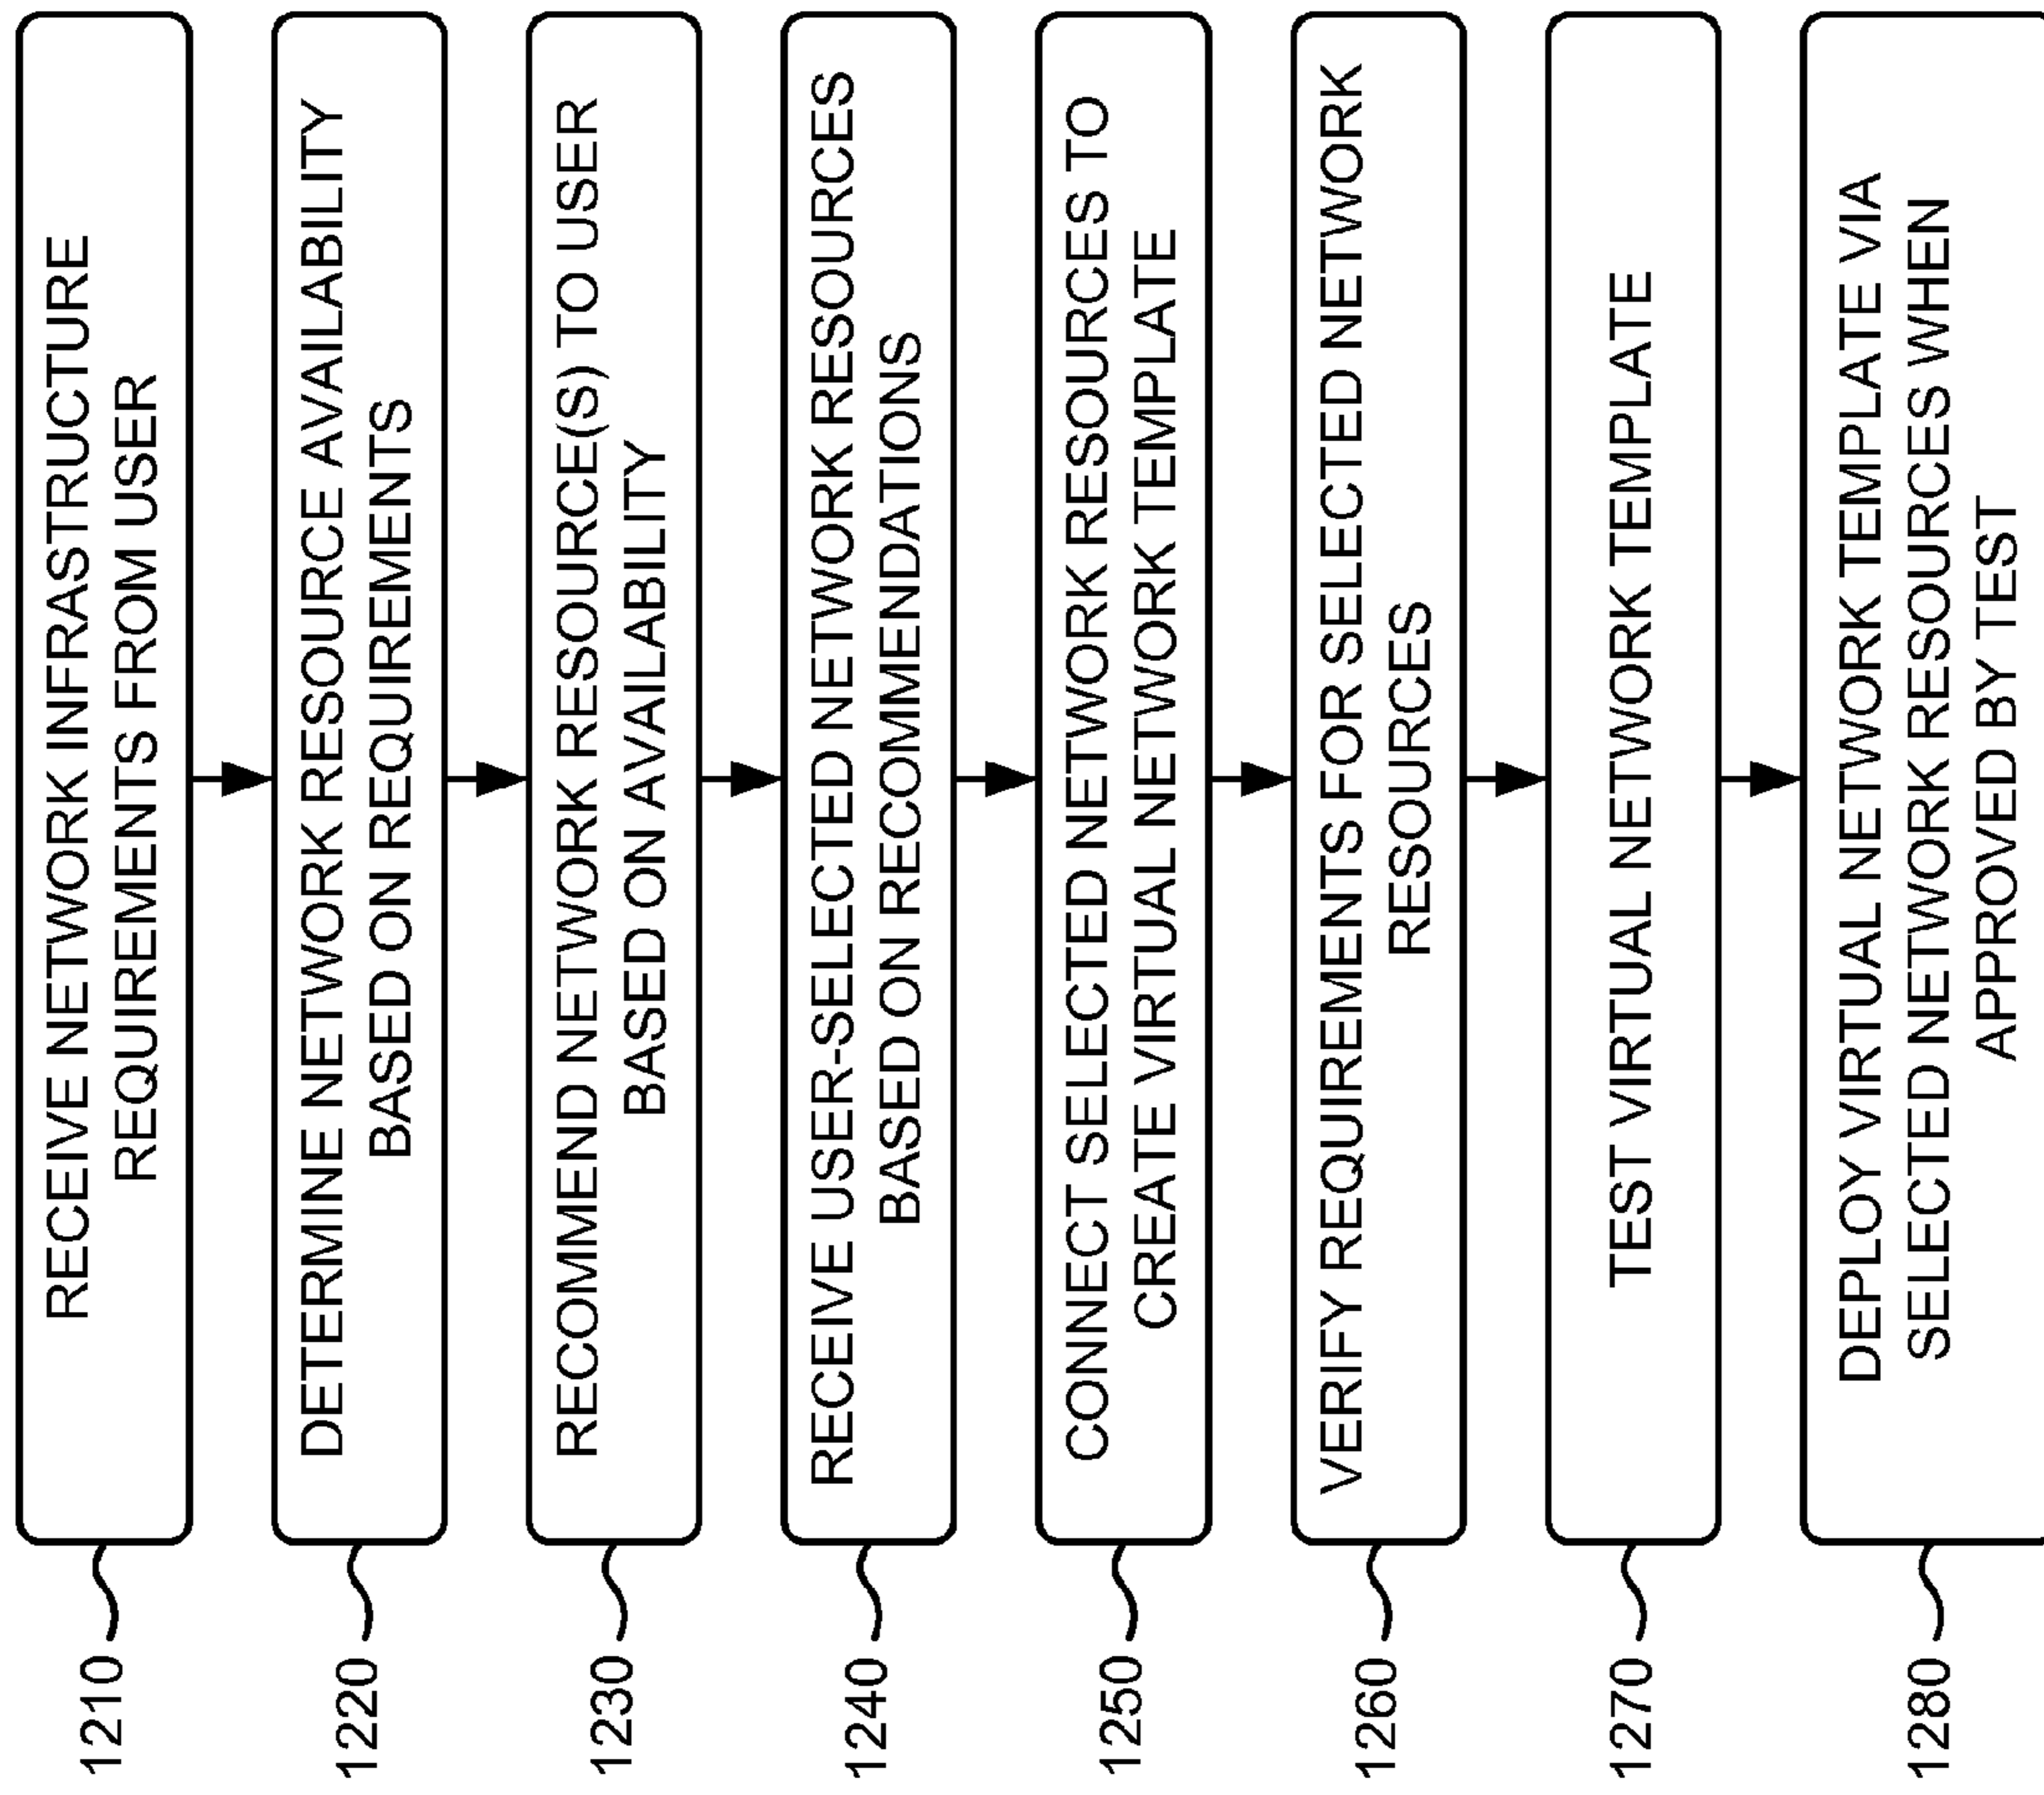 1210
RECEIVE NETWORK INFRASTRUCTURE
REQUIREMENTS FROM USER
1220
DETERMINE NETWORK RESOURCE AVAILABILITY
BASED ON REQUIREMENTS
1230
RECOMMEND NETWORK RESOURCE(S) TO USER
BASED ON AVAILABILITY
1240
RECEIVE USER-SELECTED NETWORK RESOURCES
BASED ON RECOMMENDATIONS
1250
CONNECT SELECTED NETWORK RESOURCES TO
CREATE VIRTUAL NETWORK TEMPLATE
1260
VERIFY REQUIREMENTS FOR SELECTED NETWORK
RESOURCES
1270
TEST VIRTUAL NETWORK TEMPLATE
1280
DEPLOY VIRTUAL NETWORK TEMPLATE VIA
SELECTED NETWORK RESOURCES WHEN
APPROVED BY TEST